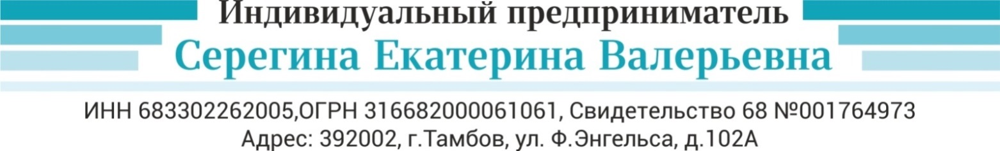 Индивидуальный предприниматель
Серегина Екатерина Валерьевна
ИНН 683302262005,ОГРН 316682000061061, Свидетельство 68 №001764973
Адрес: 392002, г.Тамбов, ул. Ф.Энгельса, д.102А